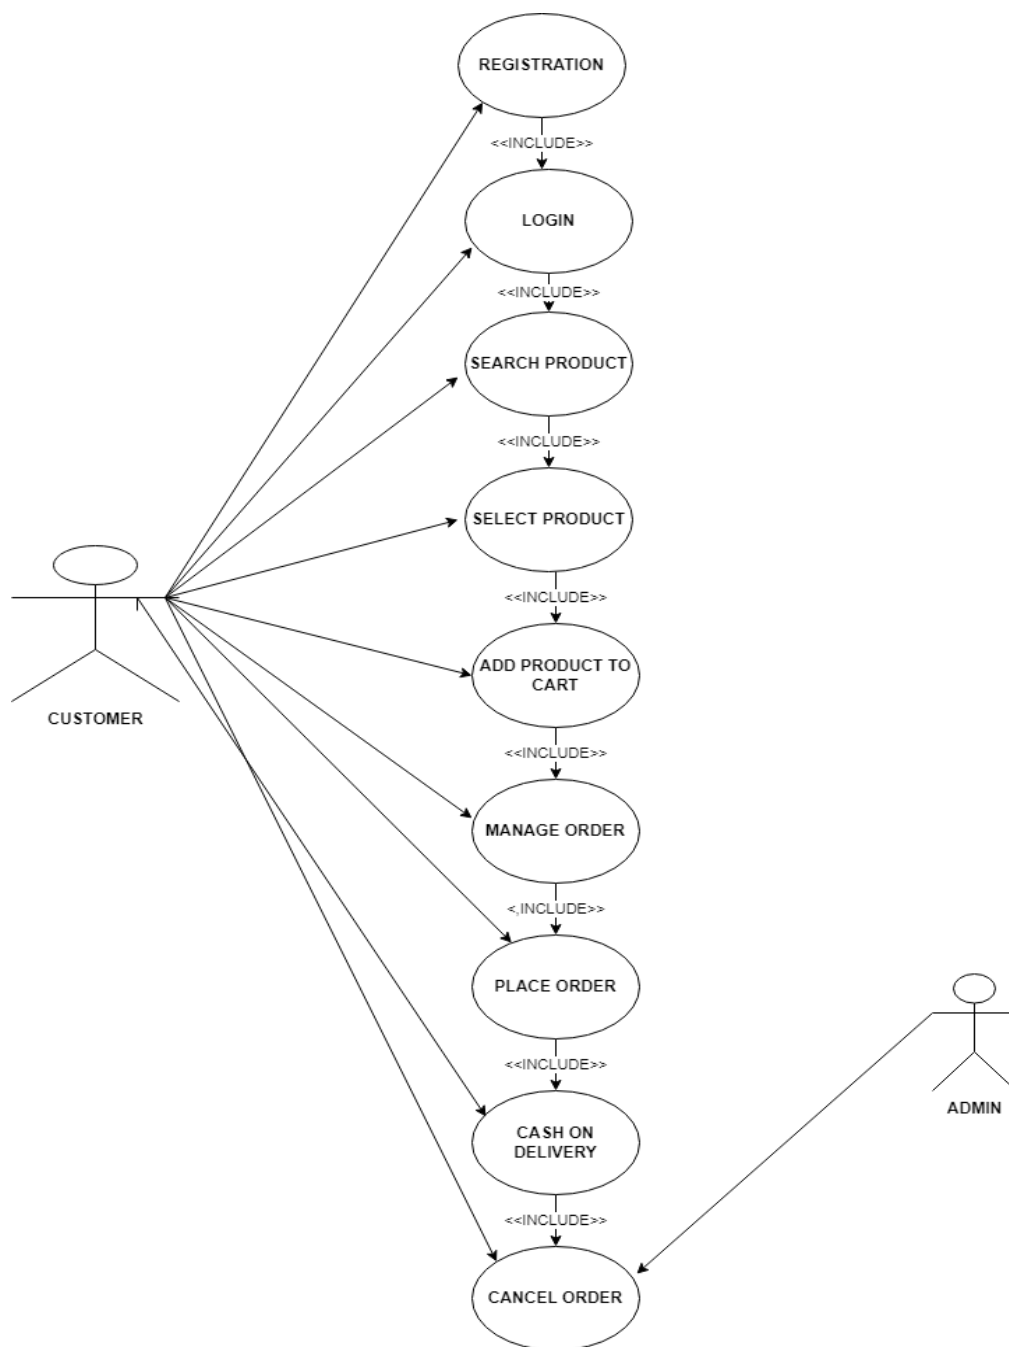 REGISTRATION
<<INCLUDE>>
LOGIN
<<INCLUDE>>
SEARCH PRODUCT
<<INCLUDE>>
SELECT PRODUCT
<<INCLUDE>>
ADD PRODUCT TO
CART
CUSTOMER
<<INCLUDE>>
MANAGE ORDER
<,INCLUDE>>
PLACE ORDER
<<INCLUDE>>
ADMIN
CASH ON
DELIVERY
<<INCLUDE>>
CANCEL ORDER